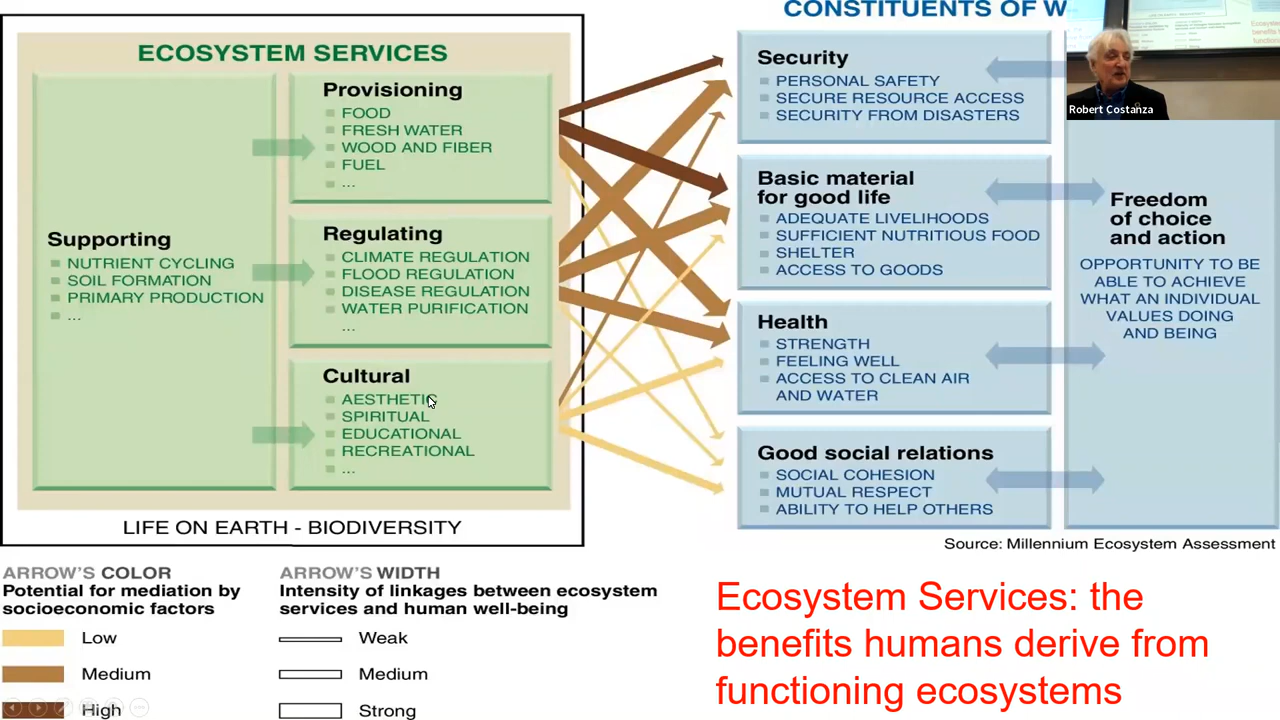 CONSTITUENTS OF W
ECOSYSTEM SERVICES
Provisioning
FOOD
FRESH WATER
WOOD AND FIBER
FUEL
...
Supporting
NUTRIENT CYCLING
SOIL FORMATION
PRIMARY PRODUCTION
...
Regulating
CLIMATE REGULATION
FLOOD REGULATION
DISEASE REGULATION
WATER PURIFICATION
...
Cultural
AESTHETIC
SPIRITUAL
EDUCATIONAL
RECREATIONAL
...
LIFE ON EARTH - BIODIVERSITY
Security
PERSONAL SAFETY
SECURE RESOURCE ACCESS
SECURITY FROM DISASTERS
Basic material
for good life
ADEQUATE LIVELIHOODS
SUFFICIENT NUTRITIOUS FOOD
SHELTER
ACCESS TO GOODS
Health
STRENGTH
FEELING WELL
ACCESS TO CLEAN AIR
AND WATER
Good social relations
SOCIAL COHESION
MUTUAL RESPECT
ABILITY TO HELP OTHERS
Robert Costanza
Freedom
of choice
and action
OPPORTUNITY TO BE
ABLE TO ACHIEVE
WHAT AN INDIVIDUAL
VALUES DOING
AND BEING
Source: Millennium Ecosystem Assessment
ARROW'S COLOR
Potential for mediation by
socioeconomic factors
Low
Medium
High
ARROW'S WIDTH
Intensity of linkages between ecosystem
services and human well-being
Weak
Medium
Strong
Ecosystem Services: the
benefits humans derive from
functioning ecosystems